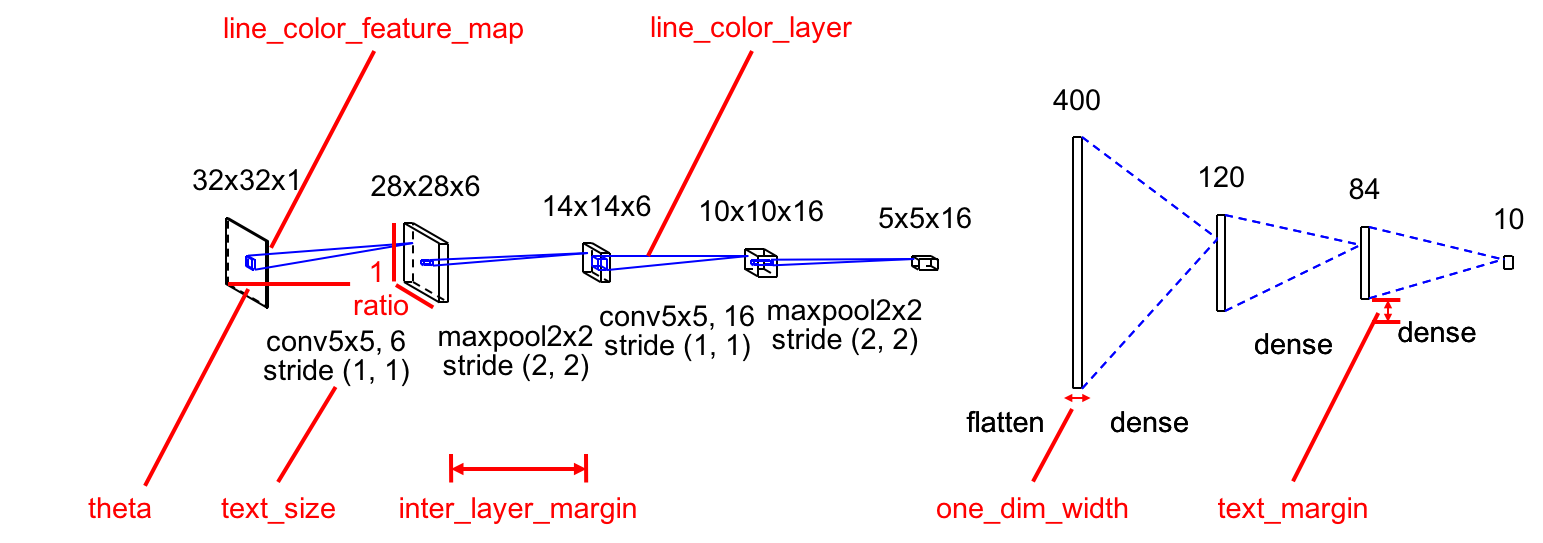 line_color_feature_map
line_color_layer
400
32x32x1
28x28x6
14x14x6
10x10x16
5x5x16
120
84
10
1
ratio
conv5x5, 6
stride (1, 1)
maxpool2x2
stride (2, 2)
conv5x5, 16
stride (1, 1)
maxpool2x2
stride (2, 2)
flatten
dense
dense
dense
theta
text_size
inter_layer_margin
one_dim_width
text_margin